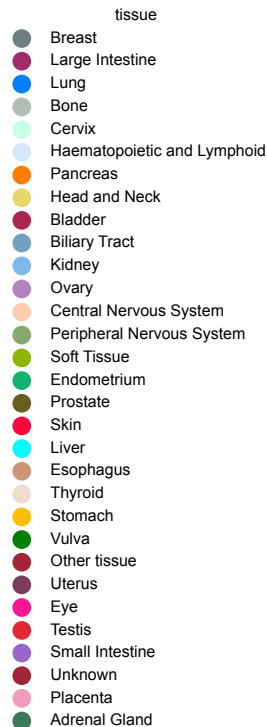 tissue
Breast
Large Intestine
Lung
Bone
Cervix
Haematopoietic and Lymphoid
Pancreas
Head and Neck
Bladder
Biliary Tract
Kidney
Ovary
Central Nervous System
Peripheral Nervous System
Soft Tissue
Endometrium
Prostate
Skin
Liver
Esophagus
Thyroid
Stomach
Vulva
Other tissue
Uterus
Eye
Testis
Small Intestine
Unknown
Placenta
Adrenal Gland